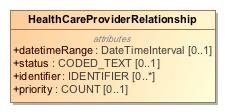 HealthCareProviderRelationship
attributes
+datetimeRange : DateTimeInterval [0..1]
+status : CODED_TEXT [0..1]
+identifier : IDENTIFIER [0..*]
+priority : COUNT [0..1]